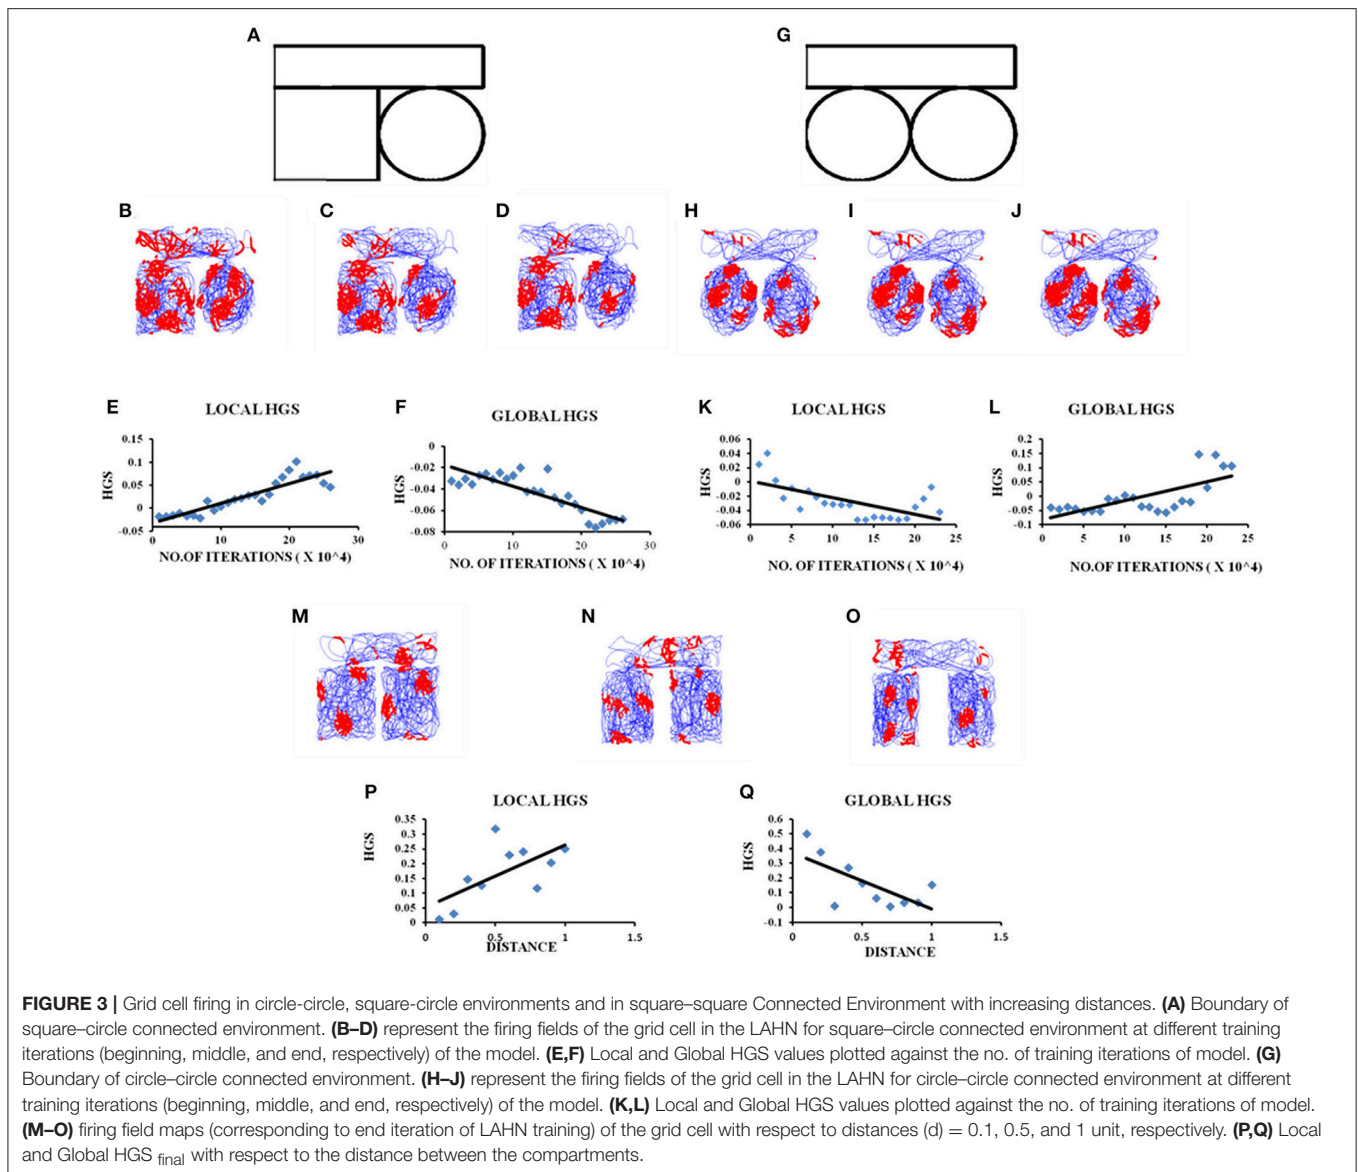 A
G
B
C
D
H
I
J
E
LOCAL HGS
HGS
0.15
0.1
0.05
0
-0.05
0
10
20
30
NO.OF ITERATIONS ( X 10^4)
F
GLOBAL HGS
HGS
0
-0.02
-0.04
-0.06
-0.08
0
10
20
30
NO. OF ITERATIONS ( X 10^4)
K
LOCAL HGS
HGS
0.06
0.04
0.02
0
-0.02
-0.04
-0.06
0
5
10
15
20
25
NO. OF ITERATIONS ( X 10^4)
L
GLOBAL HGS
HGS
0.2
0.15
0.1
0.05
0
-0.05
-0.1
0
5
10
15
20
25
NO.OF ITERATIONS ( X 10^4)
M
N
O
P
LOCAL HGS
HGS
0.35
0.3
0.25
0.2
0.15
0.1
0.05
0
0
0.5
1
1.5
DISTANCE
Q
GLOBAL HGS
HGS
0.6
0.5
0.4
0.3
0.2
0.1
0
-0.1
0
0.5
1
1.5
DISTANCE
FIGURE 3 | Grid cell firing in circle-circle, square-circle environments and in square–square Connected Environment with increasing distances. (A) Boundary of
square–circle connected environment. (B–D) represent the firing fields of the grid cell in the LAHN for square–circle connected environment at different training
iterations (beginning, middle, and end, respectively) of the model. (E,F) Local and Global HGS values plotted against the no. of training iterations of model. (G)
Boundary of circle–circle connected environment. (H–J) represent the firing fields of the grid cell in the LAHN for circle–circle connected environment at different
training iterations (beginning, middle, and end, respectively) of the model. (K,L) Local and Global HGS values plotted against the no. of training iterations of model.
(M–O) firing field maps (corresponding to end iteration of LAHN training) of the grid cell with respect to distances (d) = 0.1, 0.5, and 1 unit, respectively. (P,Q) Local
and Global HGS final with respect to the distance between the compartments.